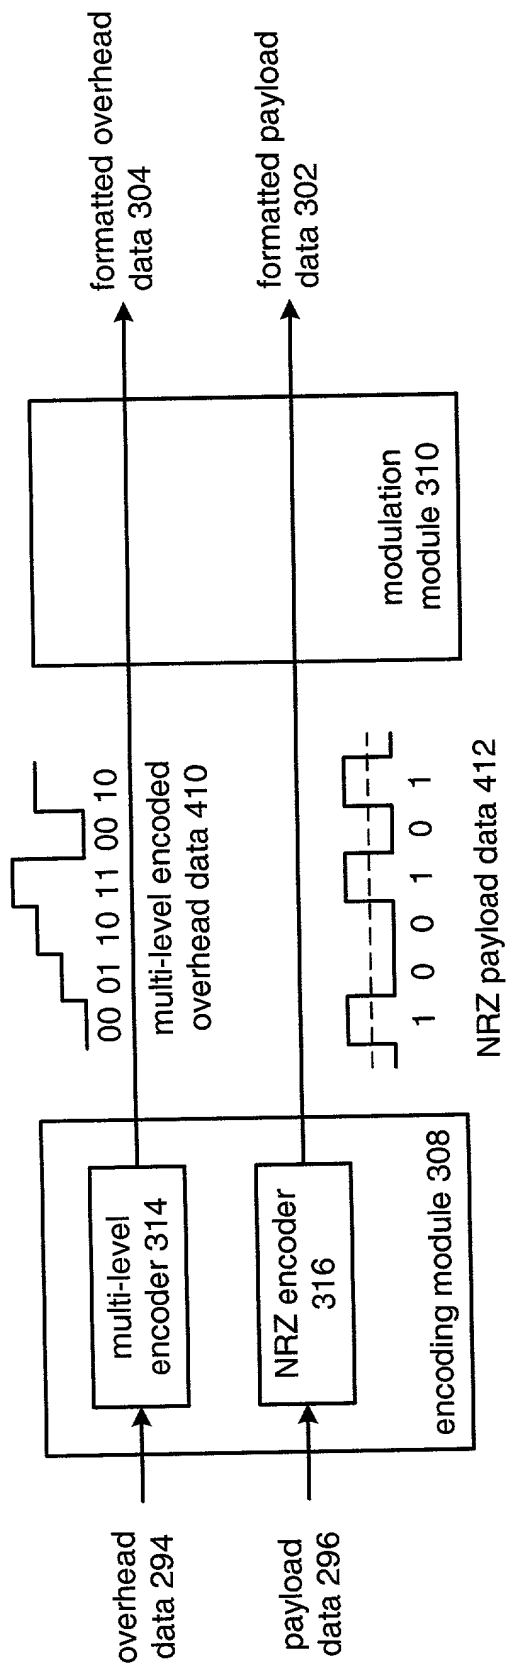 overhead
data 294
payload
data 296
multi-level
encoder 314
NRZ encoder
316
encoding module 308
00 01 10 11 00 10
multi-level encoded
overhead data 410
1 0 0 1 0 1
NRZ payload data 412
modulation
module 310
formatted overhead
data 304
formatted payload
data 302